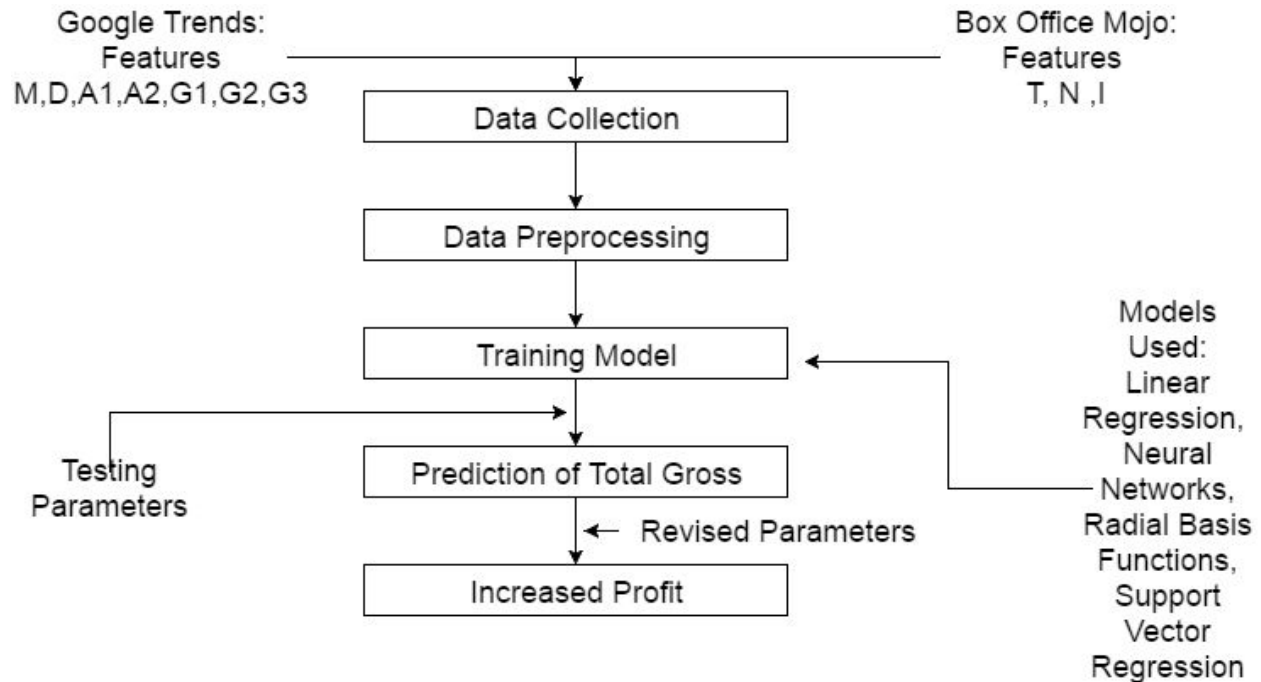 Google Trends:
Features
M,D,A1,A2,G1,G2,G3
Box Office Mojo:
Features
T, N ,I
Data Collection
Data Preprocessing
Training Model
Models
Used:
Linear
Regression,
Neural
Networks,
Radial Basis
Functions,
Support
Vector
Regression
Testing
Parameters
Prediction of Total Gross
Revised Parameters
Increased Profit